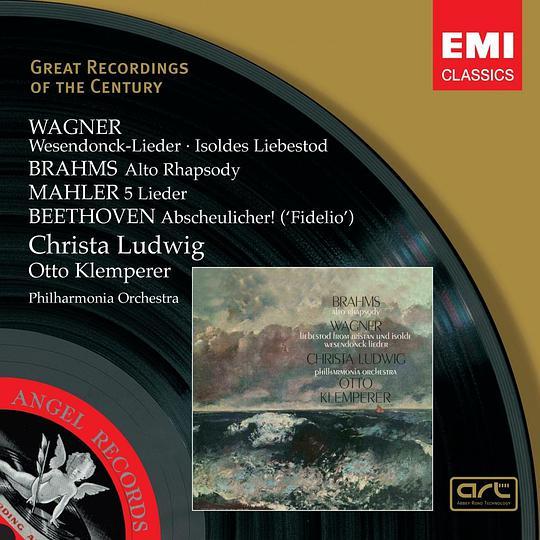 EMI
CLASSICS
GREAT RECORDINGS
OF THE CENTURY
WAGNER
Wesendonck-Lieder · Isoldes Liebestod
BRAHMS Alto Rhapsody
MAHLER 5 Lieder
BEETHOVEN Abscheulicher! (‘Fidelio’)
Christa Ludwig
Otto Klemperer
Philharmonia Orchestra
BRAHMS
alto rhapsody
WAGNER
liebestod from tristan und isolde
wesendonck lieder
CHRISTA LUDWIG
philharmonia orchestra
OTTO
KLEMPERER
ANGEL RECORDS
art
ABBEY ROAD TECHNOLOGY